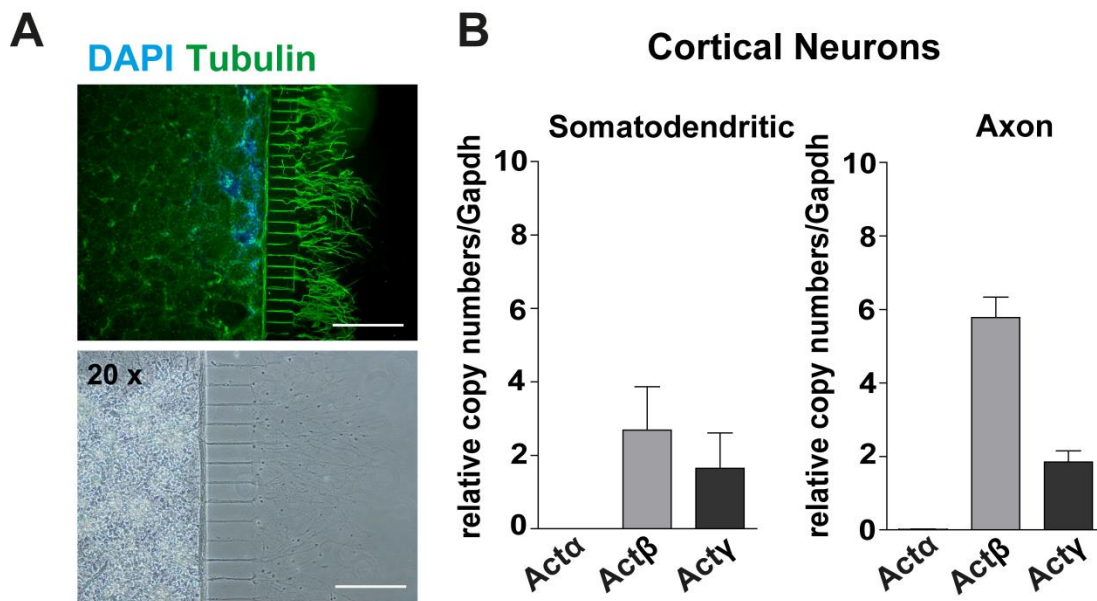 A
DAPI Tubulin
20 x
B
Cortical Neurons
Somatodendritic
relative copy numbers/Gapdh
10
8
6
4
2
0
Actα
Actβ
Actγ
Axon
relative copy numbers/Gapdh
10
8
6
4
2
0
Actα
Actβ
Actγ